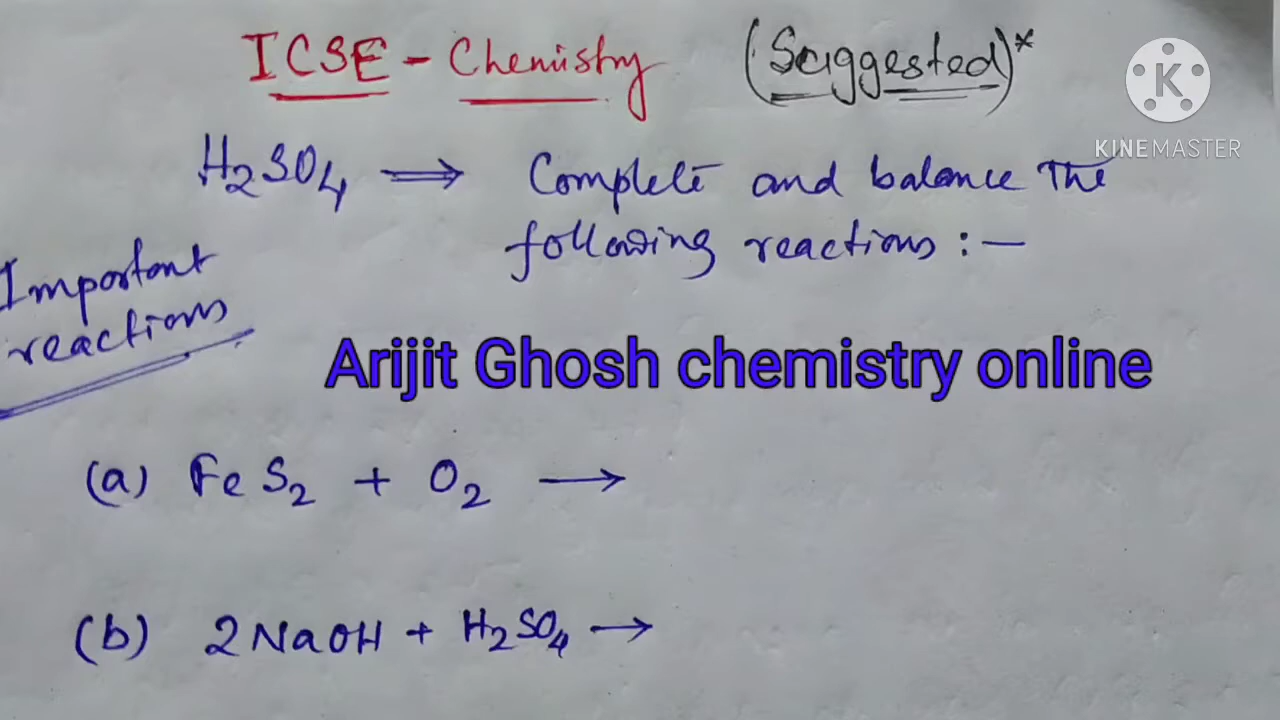 ICSE - Chemistry (Suggested)*
K
KINEMASTER
H2SO4 ⟹ Complete and balance the
following reactions :-
Important
reactions
Arijit Ghosh chemistry online
(a) FeS2 + O2 →
(b) 2NaOH + H2SO4 →